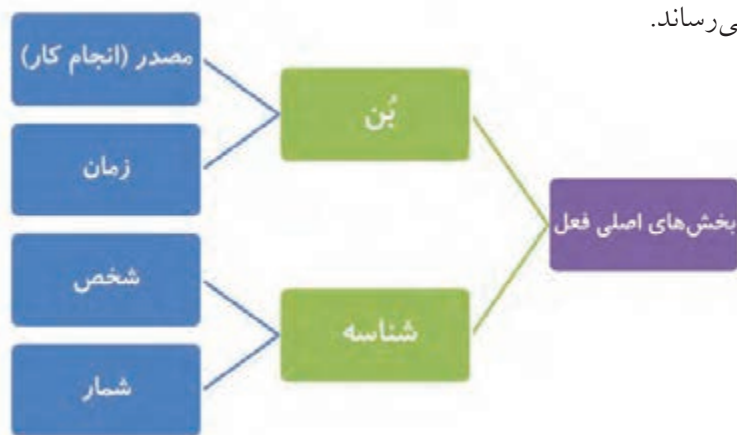 ی‌رساند.
بخش‌های اصلی فعل
بُن
مصدر (انجام کار)
زمان
شناسه
شخص
شمار